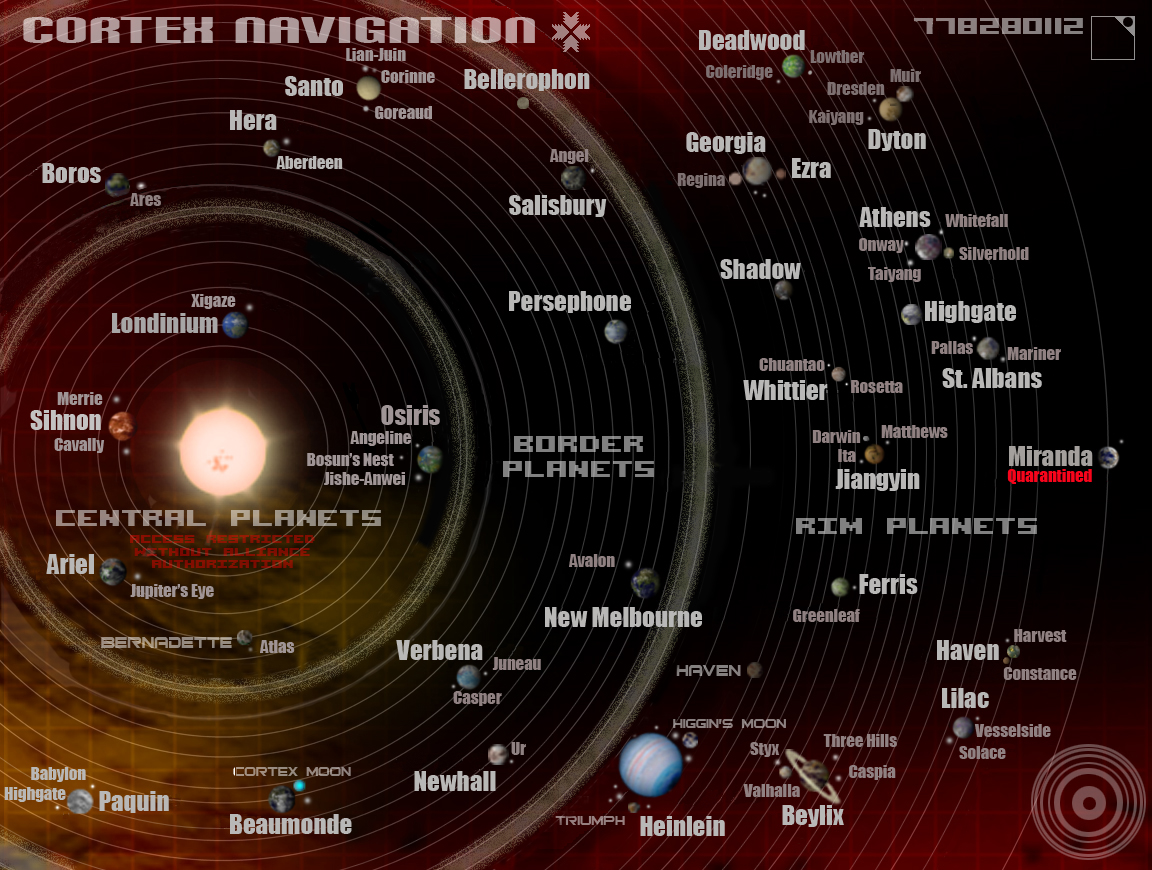 CORTEX NAVIGATION
778280112
Lian-Juin
Corinne
Santo
Goreaud
Bellerophon
Deadwood
Lowther
Coleridge
Muir
Dresden
Kaiyang
Dyton
Hera
Aberdeen
Boros
Ares
Angel
Salisbury
Georgia
Ezra
Regina
Athens
Whitefall
Onway
Silverhold
Taiyang
Shadow
Xigaze
Londinium
Persephone
Highgate
Pallas
Mariner
St. Albans
Chuantao
Whittier
Rosetta
Merrie
Sihnon
Cavally
Osiris
Angeline
Bosun's Nest
Jishe-Anwei
BORDER
PLANETS
Darwin
Matthews
Ita
Jiangyin
Miranda
Quarantined
CENTRAL PLANETS
ACCESS RESTRICTED
WITHOUT ALLIANCE
AUTHORIZATION
RIM PLANETS
Ariel
Jupiter's Eye
Avalon
New Melbourne
Ferris
Greenleaf
BERNADETTE
Atlas
Verbena
Juneau
Casper
HAVEN
Haven
Harvest
Constance
Lilac
Vesselside
Solace
HIGGIN'S MOON
Styx
Three Hills
Caspia
Valhalla
Beylix
Ur
Newhall
TRIUMPH
Heinlein
CORTEX MOON
Beaumonde
Babylon
Highgate
Paquin